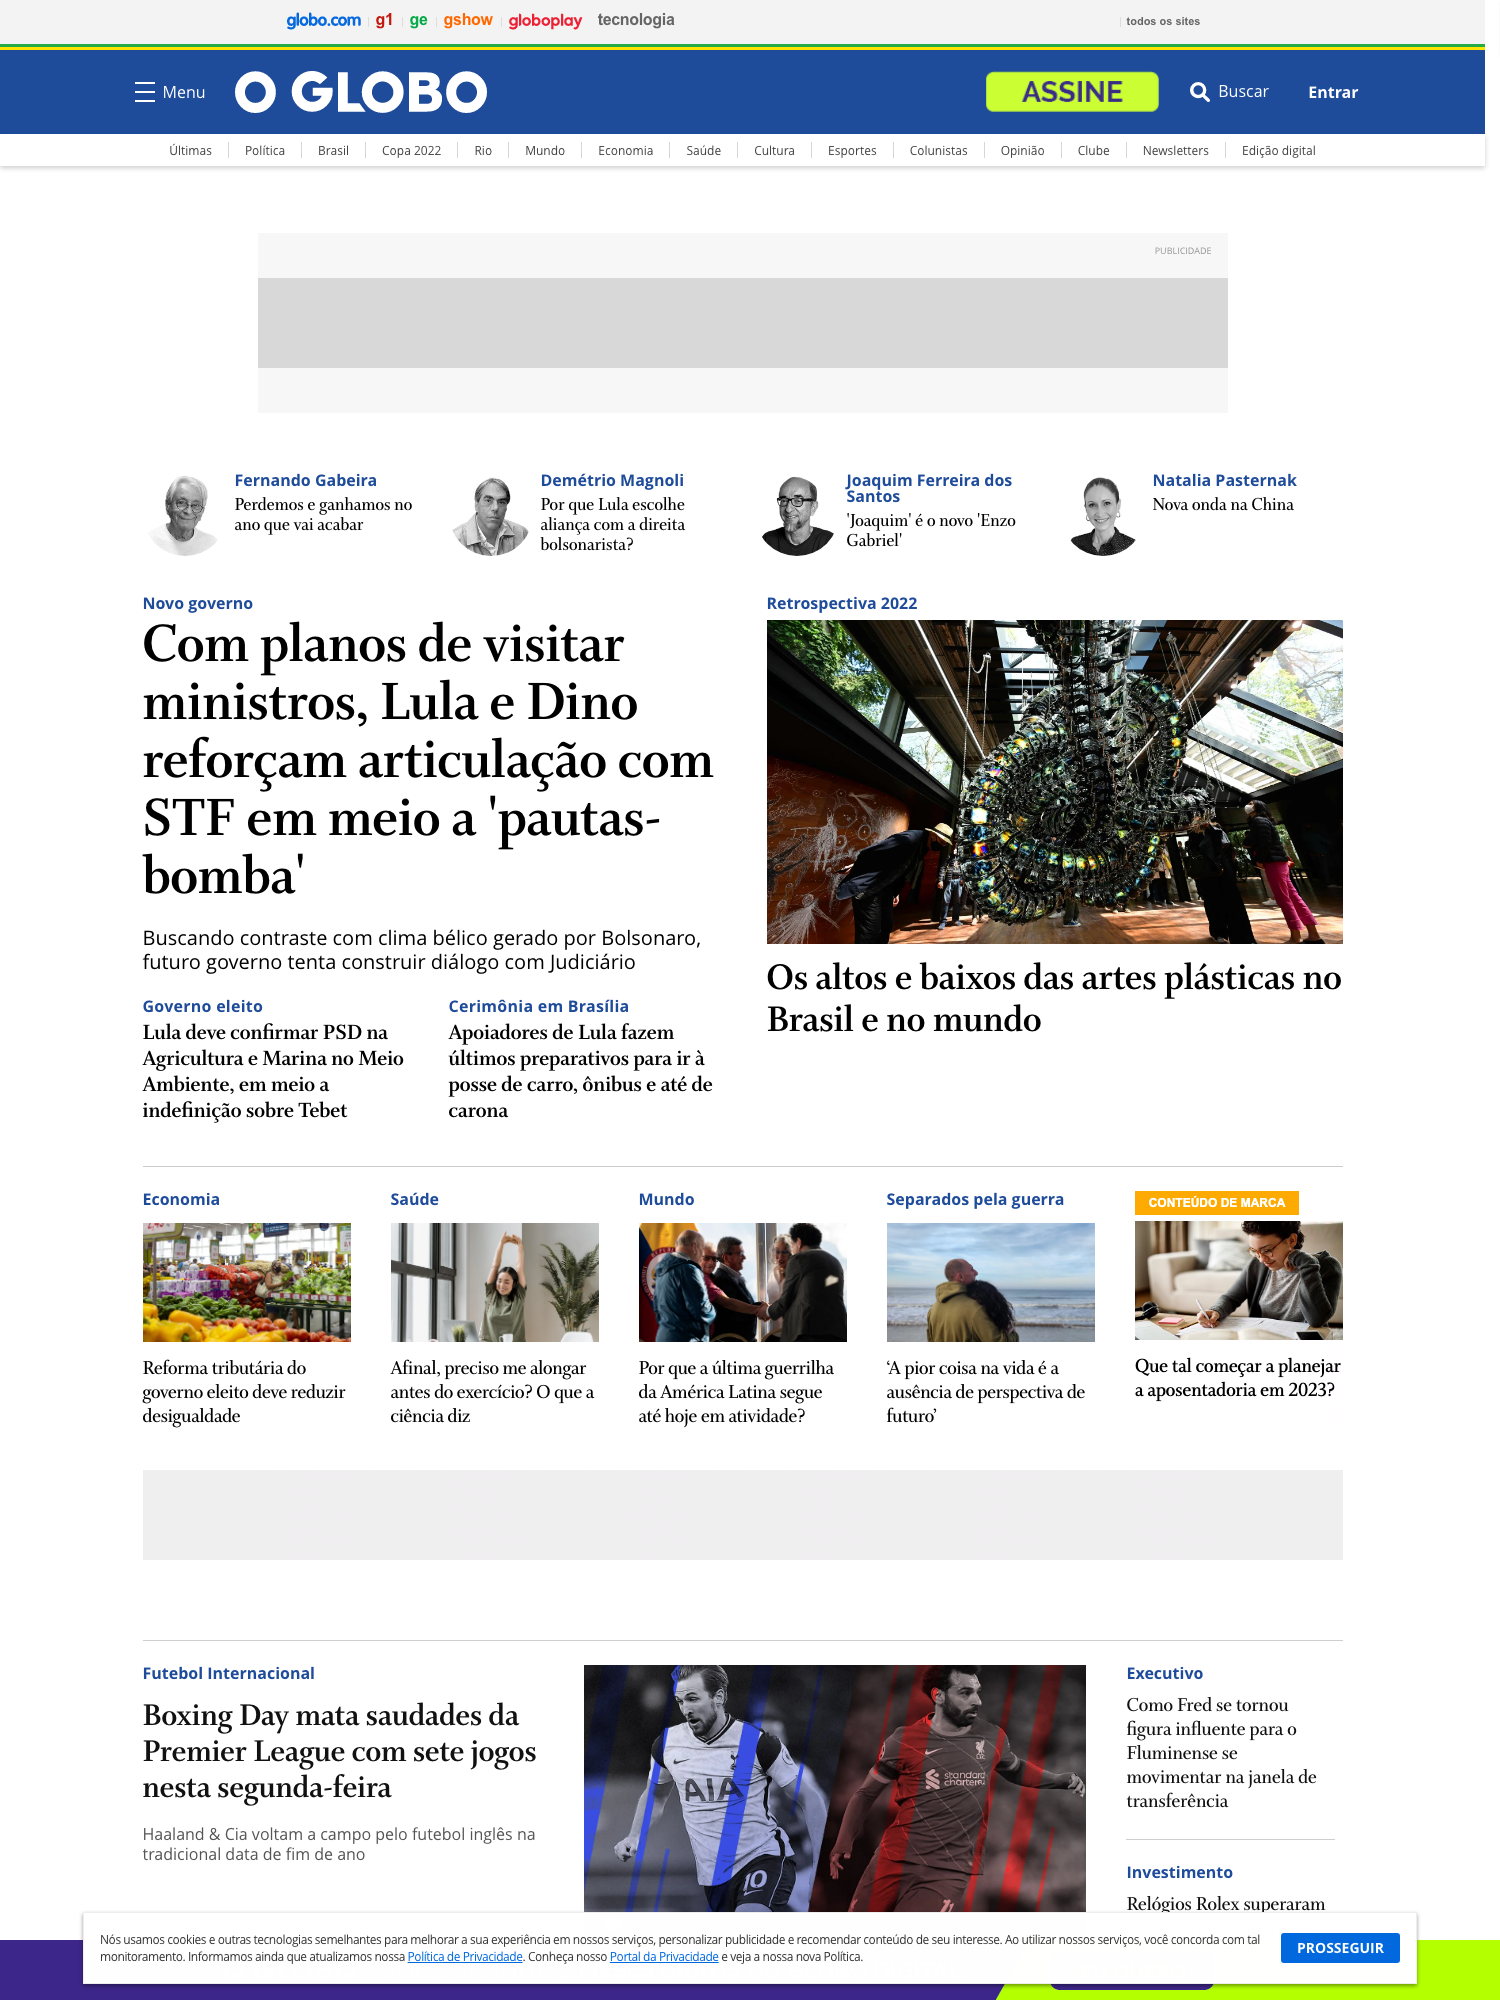 globo.com
g1
ge
gshow
globoplay
tecnologia
todos os sites
Menu
O GLOBO
ASSINE
Buscar
Entrar
Últimas
Política
Brasil
Copa 2022
Rio
Mundo
Economia
Saúde
Cultura
Esportes
Colunistas
Opinião
Clube
Newsletters
Edição digital
PUBLICIDADE
Fernando Gabeira
Perdemos e ganhamos no
ano que vai acabar
Demétrio Magnoli
Por que Lula escolhe
aliança com a direita
bolsonarista?
Joaquim Ferreira dos
Santos
'Joaquim' é o novo 'Enzo
Gabriel'
Natalia Pasternak
Nova onda na China
Novo governo
Com planos de visitar
ministros, Lula e Dino
reforçam articulação com
STF em meio a 'pautas-
bomba'
Buscando contraste com clima bélico gerado por Bolsonaro,
futuro governo tenta construir diálogo com Judiciário
Governo eleito
Lula deve confirmar PSD na
Agricultura e Marina no Meio
Ambiente, em meio a
indefinição sobre Tebet
Cerimônia em Brasília
Apoiadores de Lula fazem
últimos preparativos para ir à
posse de carro, ônibus e até de
carona
Retrospectiva 2022
Os altos e baixos das artes plásticas no
Brasil e no mundo
Economia
Reforma tributária do
governo eleito deve reduzir
desigualdade
Saúde
Afinal, preciso me alongar
antes do exercício? O que a
ciência diz
Mundo
Por que a última guerrilha
da América Latina segue
até hoje em atividade?
Separados pela guerra
‘A pior coisa na vida é a
ausência de perspectiva de
futuro’
CONTEÚDO DE MARCA
Que tal começar a planejar
a aposentadoria em 2023?
Futebol Internacional
Boxing Day mata saudades da
Premier League com sete jogos
nesta segunda-feira
Haaland & Cia voltam a campo pelo futebol inglês na
tradicional data de fim de ano
AIA
10
standard
chartered
Executivo
Como Fred se tornou
figura influente para o
Fluminense se
movimentar na janela de
transferência
Investimento
Relógios Rolex superaram
Nós usamos cookies e outras tecnologias semelhantes para melhorar a sua experiência em nossos serviços, personalizar publicidade e recomendar conteúdo de seu interesse. Ao utilizar nossos serviços, você concorda com tal
monitoramento. Informamos ainda que atualizamos nossa Política de Privacidade. Conheça nosso Portal da Privacidade e veja a nossa nova Política.
PROSSEGUIR